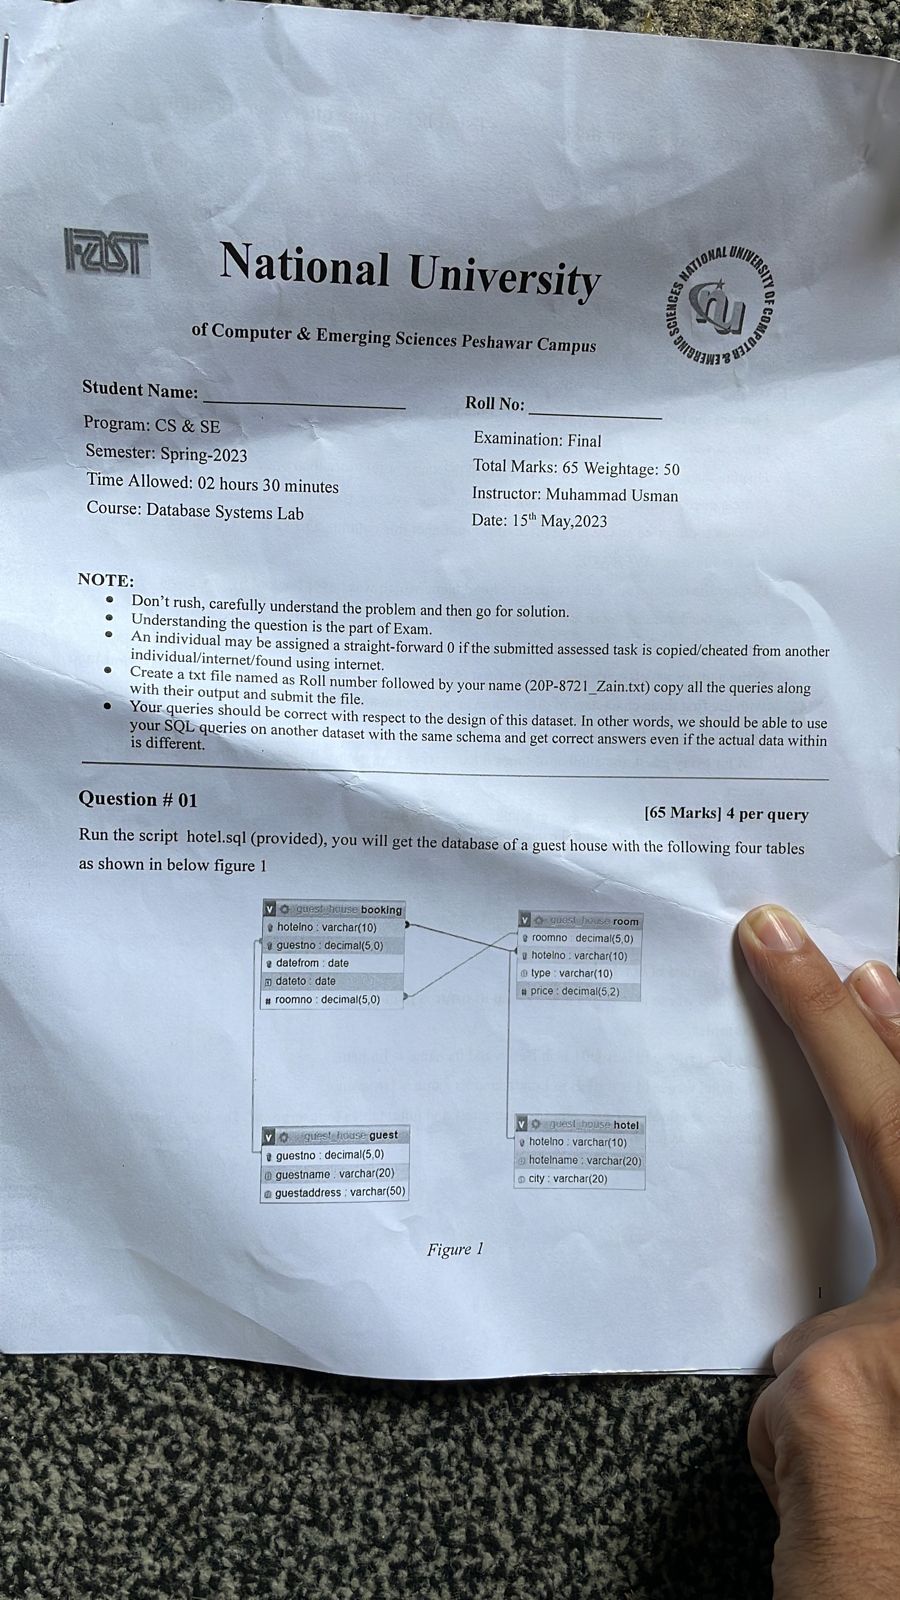 FAST
National University
of Computer & Emerging Sciences Peshawar Campus
NATIONAL UNIVERSITY OF COMPUTER & EMERGING SCIENCES
nu
Student Name:
Roll No:
Program: CS & SE
Examination: Final
Semester: Spring-2023
Total Marks: 65 Weightage: 50
Time Allowed: 02 hours 30 minutes
Instructor: Muhammad Usman
Course: Database Systems Lab
Date: 15th May,2023
NOTE:
• Don't rush, carefully understand the problem and then go for solution.
• Understanding the question is the part of Exam.
• An individual may be assigned a straight-forward 0 if the submitted assessed task is copied/cheated from another
individual/internet/found using internet.
• Create a txt file named as Roll number followed by your name (20P-8721_Zain.txt) copy all the queries along
with their output and submit the file.
• Your queries should be correct with respect to the design of this dataset. In other words, we should be able to use
your SQL queries on another dataset with the same schema and get correct answers even if the actual data within
is different.
Question # 01
[65 Marks] 4 per query
Run the script hotel.sql (provided), you will get the database of a guest house with the following four tables
as shown in below figure 1
v guest_house booking
hotelno : varchar(10)
guestno : decimal(5,0)
datefrom : date
dateto : date
# roomno : decimal(5,0)
v guest_house room
roomno : decimal(5,0)
hotelno : varchar(10)
type : varchar(10)
# price : decimal(5,2)
v guest_house guest
guestno : decimal(5,0)
guestname : varchar(20)
guestaddress : varchar(50)
v guest_house hotel
hotelno : varchar(10)
hotelname : varchar(20)
city : varchar(20)
Figure 1
1